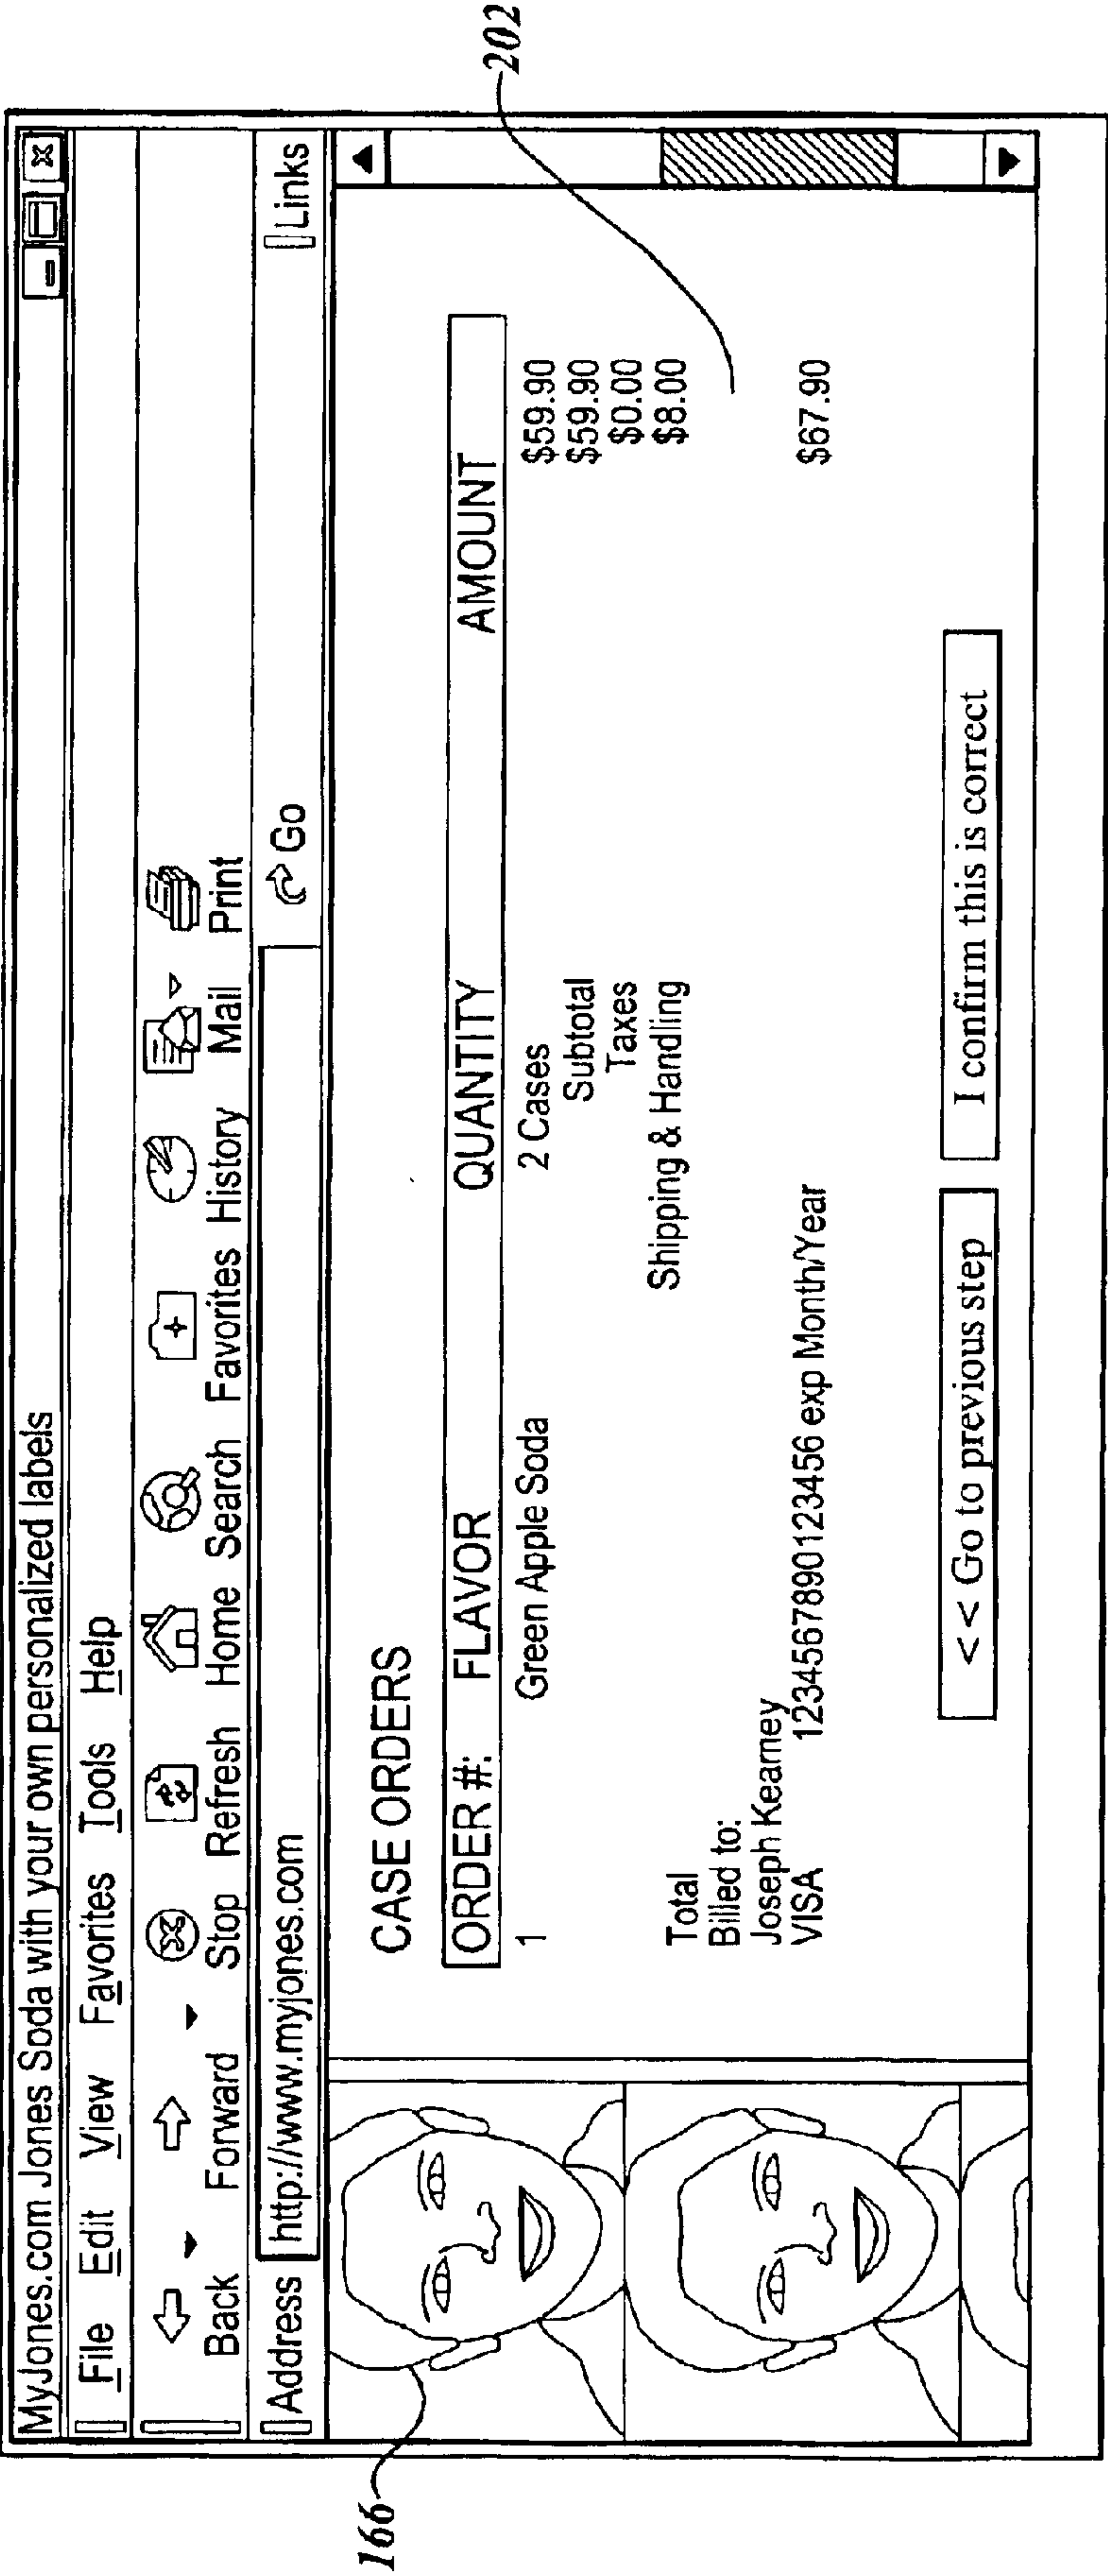 MyJones.com Jones Soda with your own personalized labels
File Edit View Favorites Tools Help
Back Forward Stop Refresh Home Search Favorites History Mail Print
Address http://www.myjones.com Go Links
CASE ORDERS
ORDER #: FLAVOR QUANTITY AMOUNT
1 Green Apple Soda 2 Cases $59.90
Subtotal $59.90
Taxes $0.00
Shipping & Handling $8.00
Total
Billed to:
Joseph Kearney
VISA 1234567890123456 exp Month/Year $67.90
<< Go to previous step I confirm this is correct
166
202